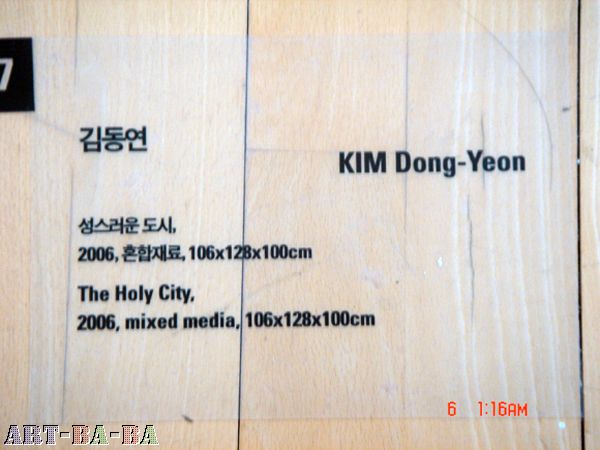 7
김동연
KIM Dong-Yeon
성스러운 도시,
2006, 혼합재료, 106x128x100cm
The Holy City,
2006, mixed media, 106x128x100cm
6 1:16AM
ART-BA-BA